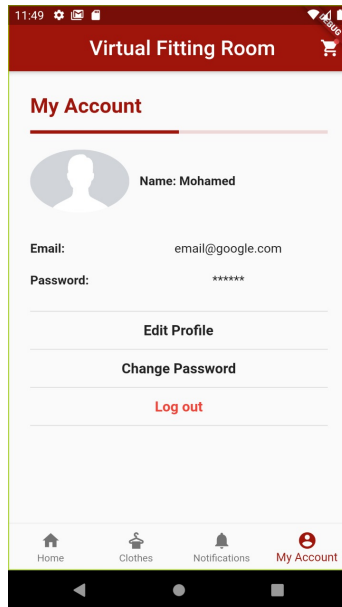 11:49
DEBUG
Virtual Fitting Room
My Account
Name: Mohamed
Email: email@google.com
Password: ******
Edit Profile
Change Password
Log out
Home Clothes Notifications My Account